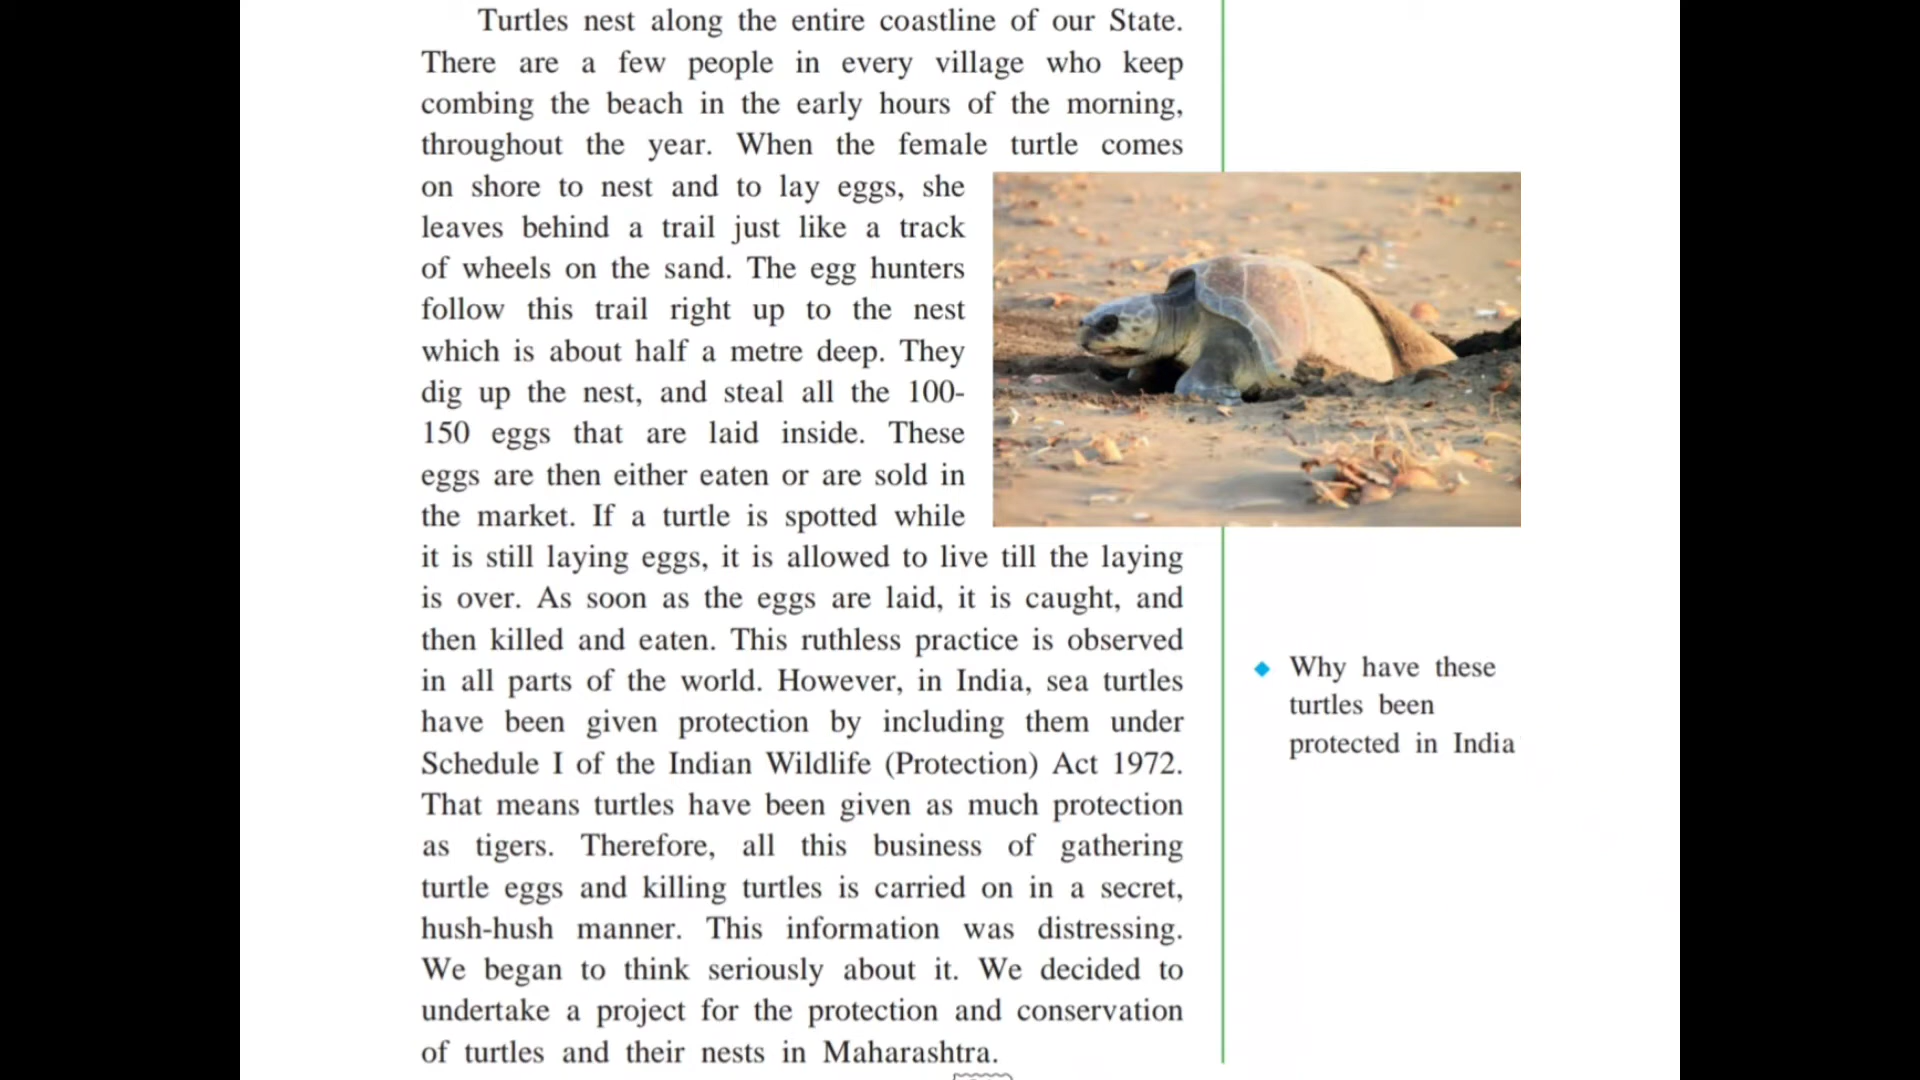 Turtles nest along the entire coastline of our State.
There are a few people in every village who keep
combing the beach in the early hours of the morning,
throughout the year. When the female turtle comes
on shore to nest and to lay eggs, she
leaves behind a trail just like a track
of wheels on the sand. The egg hunters
follow this trail right up to the nest
which is about half a metre deep. They
dig up the nest, and steal all the 100-
150 eggs that are laid inside. These
eggs are then either eaten or are sold in
the market. If a turtle is spotted while
it is still laying eggs, it is allowed to live till the laying
is over. As soon as the eggs are laid, it is caught, and
then killed and eaten. This ruthless practice is observed
in all parts of the world. However, in India, sea turtles
have been given protection by including them under
Schedule I of the Indian Wildlife (Protection) Act 1972.
That means turtles have been given as much protection
as tigers. Therefore, all this business of gathering
turtle eggs and killing turtles is carried on in a secret,
hush-hush manner. This information was distressing.
We began to think seriously about it. We decided to
undertake a project for the protection and conservation
of turtles and their nests in Maharashtra.
Why have these
turtles been
protected in India